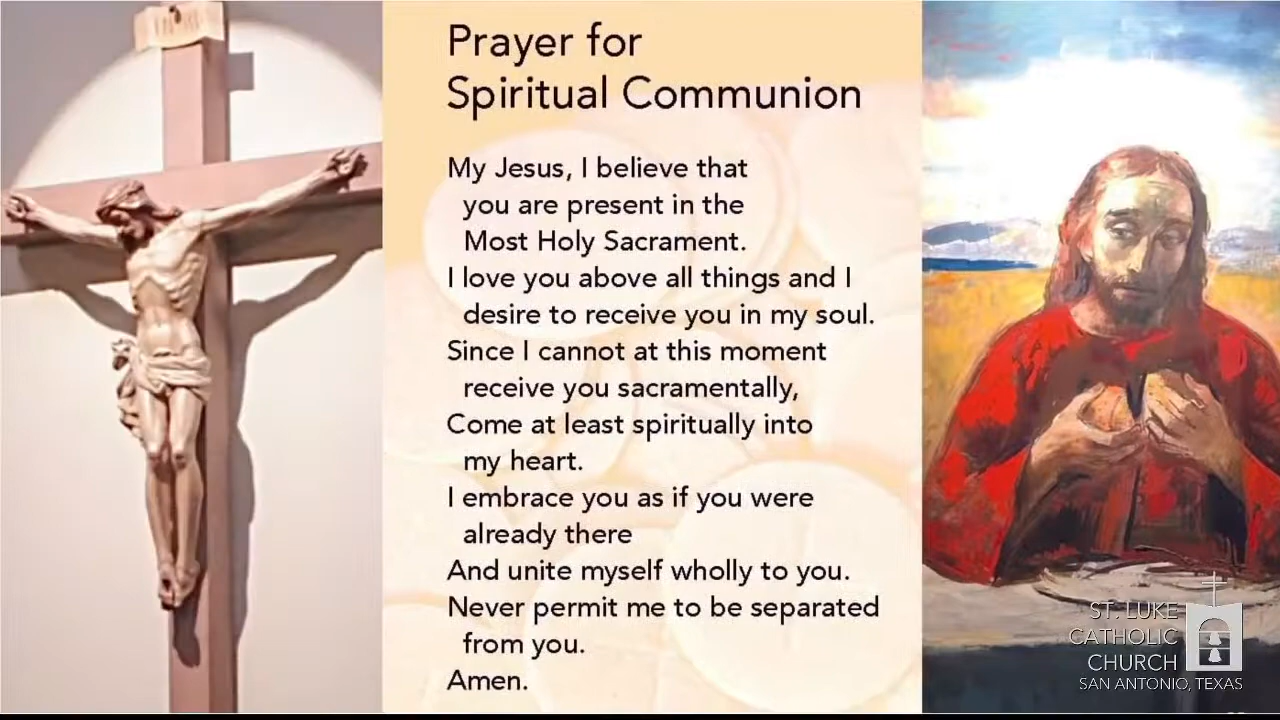 Prayer for
Spiritual Communion
My Jesus, I believe that
you are present in the
Most Holy Sacrament.
I love you above all things and I
desire to receive you in my soul.
Since I cannot at this moment
receive you sacramentally,
Come at least spiritually into
my heart.
I embrace you as if you were
already there
And unite myself wholly to you.
Never permit me to be separated
from you.
Amen.
ST. LUKE
CATHOLIC
CHURCH
SAN ANTONIO, TEXAS